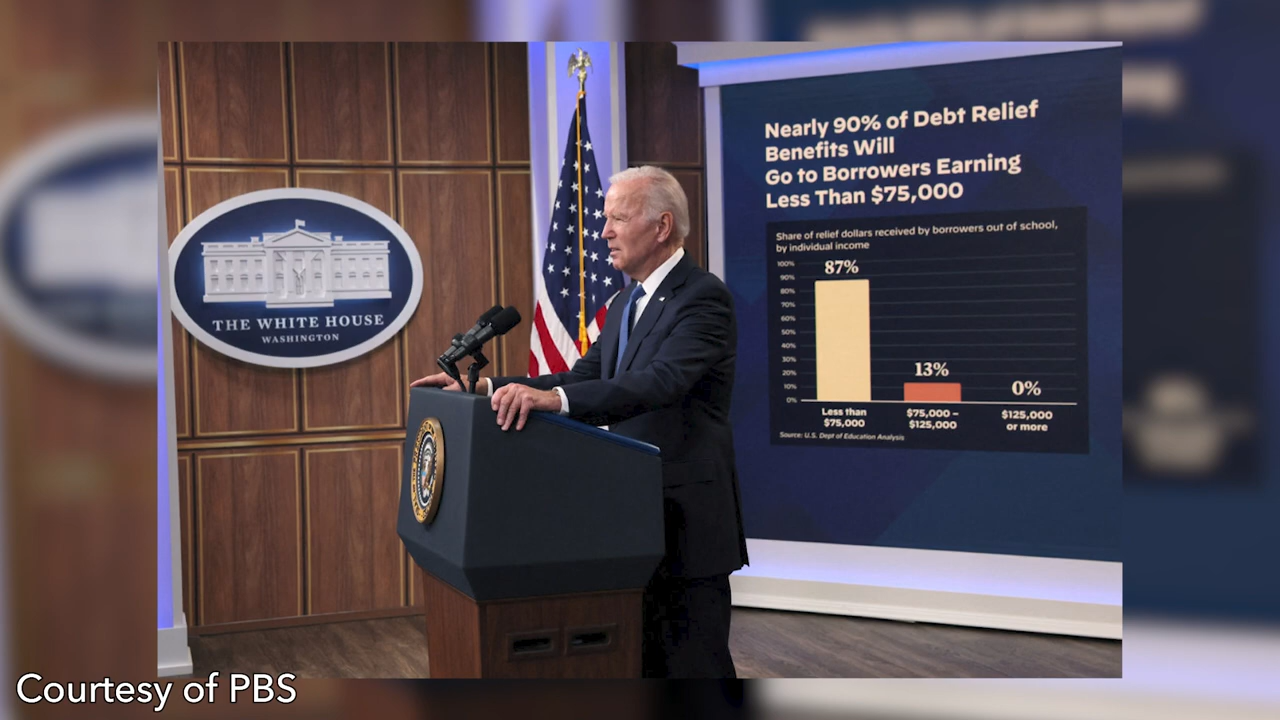 THE WHITE HOUSE
WASHINGTON
Nearly 90% of Debt Relief
Benefits Will
Go to Borrowers Earning
Less Than $75,000
Share of relief dollars received by borrowers out of school,
by individual income
100%
90%
80%
70%
60%
50%
40%
30%
20%
10%
0%
87%
13%
0%
Less than
$75,000
$75,000 –
$125,000
$125,000
or more
Source: U.S. Dept of Education Analysis
Courtesy of PBS